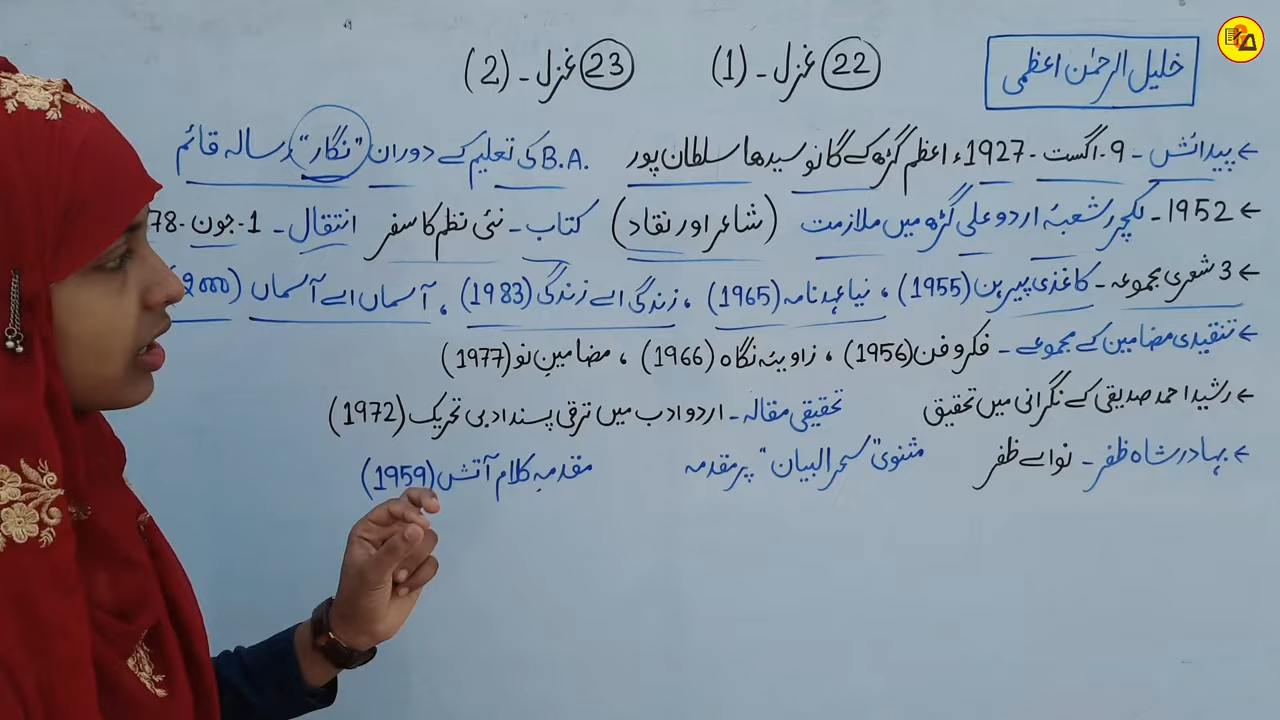 خلیل الرحمٰن اعظمی
22 غزل - (1) 23 غزل - (2)
← پیدائش - 9 - اگست - 1927ء اعظم گڑھ کے گانو سیدھا سلطان پور B.A. کی تعلیم کے دوران "نگار" رسالہ قائم
← 1952 - لکچرر شعبۂ اردو علی گڑھ میں ملازمت (شاعر اور نقاد) کتاب - نئی نظم کا سفر انتقال - 1 - جون - 78
← 3 شعری مجموعہ - کاغذی پیرہن (1955) ، نیا عہد نامہ (1965) ، زندگی اے زندگی (1983) ، آسماں اے آسماں (2000
← تنقیدی مضامین کے مجموعے - فکر و فن (1956) ، زاویۂ نگاہ (1966) ، مضامینِ نو (1977)
← رشید احمد صدیقی کے نگرانی میں تحقیق تحقیقی مقالہ - اردو ادب میں ترقی پسند ادبی تحریک (1972)
← بہادر شاہ ظفر - نوائے ظفر مثنوی "سحر البیان" پر مقدمہ مقدمہِ کلام آتش (1959)